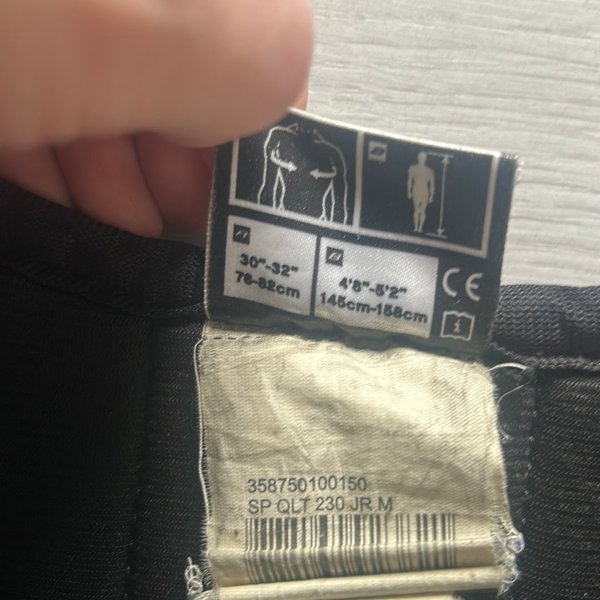 30"-32"
76-82cm
4'8"-5'2"
145cm-158cm
CE
i
358750100150
SP QLT 230 JR M